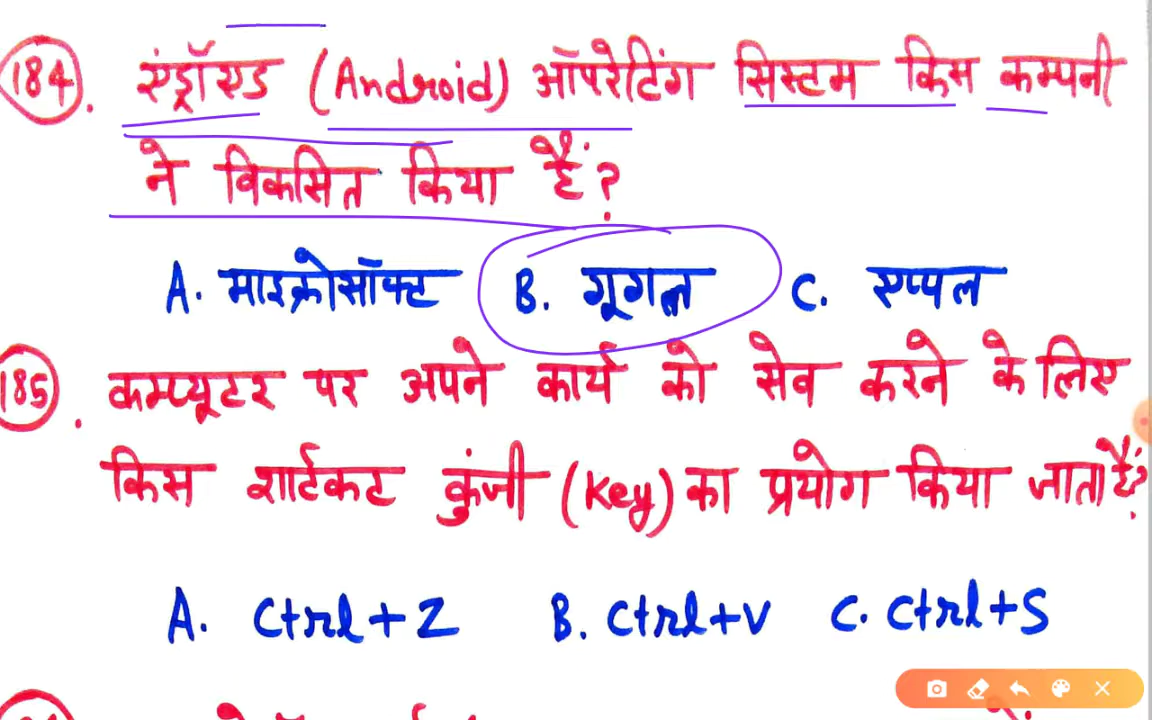 184. एंड्रॉएड (Android) ऑपरेटिंग सिस्टम किस कम्पनी
ने विकसित किया हैं?
A. माइक्रोसॉफ्ट B. गूगल C. एप्पल
185. कम्प्यूटर पर अपने कार्य को सेव करने के लिए
किस शार्टकट कुंजी (Key) का प्रयोग किया जाता हैं?
A. Ctrl+Z B. Ctrl+V C. Ctrl+S